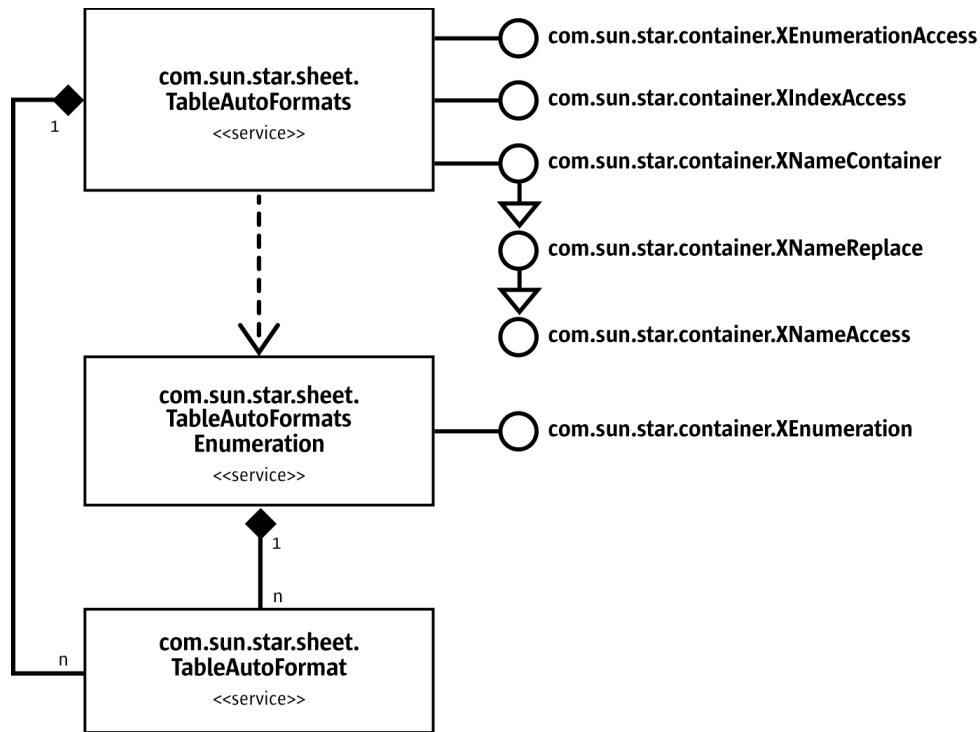 com.sun.star.sheet.
TableAutoFormats
<<service>>
com.sun.star.container.XEnumerationAccess
com.sun.star.container.XIndexAccess
com.sun.star.container.XNameContainer
com.sun.star.container.XNameReplace
com.sun.star.container.XNameAccess
1
com.sun.star.sheet.
TableAutoFormats
Enumeration
<<service>>
com.sun.star.container.XEnumeration
1
n
n
com.sun.star.sheet.
TableAutoFormat
<<service>>